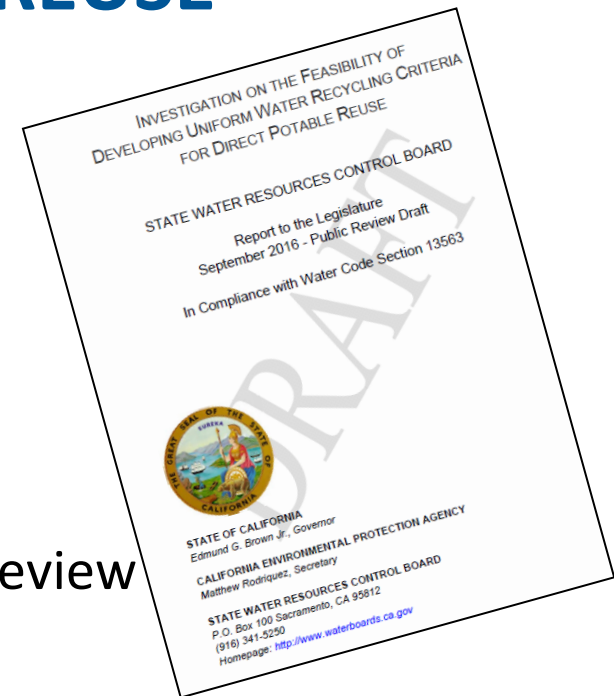 REUSE
INVESTIGATION ON THE FEASIBILITY OF
DEVELOPING UNIFORM WATER RECYCLING CRITERIA
FOR DIRECT POTABLE REUSE
STATE WATER RESOURCES CONTROL BOARD
Report to the Legislature
September 2016 - Public Review Draft
In Compliance with Water Code Section 13563
DRAFT
THE GREAT SEAL OF THE STATE OF CALIFORNIA
EUREKA
STATE OF CALIFORNIA
Edmund G. Brown Jr., Governor
CALIFORNIA ENVIRONMENTAL PROTECTION AGENCY
Matthew Rodriquez, Secretary
eview
STATE WATER RESOURCES CONTROL BOARD
P.O. Box 100 Sacramento, CA 95812
(916) 341-5250
Homepage: http://www.waterboards.ca.gov